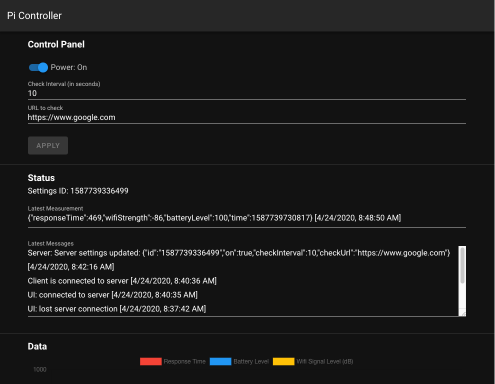 Pi Controller
Control Panel
Power: On
Check Interval (in seconds)
10
URL to check
https://www.google.com
APPLY
Status
Settings ID: 1587739336499
Latest Measurement
{"responseTime":469,"wifiStrength":-86,"batteryLevel":100,"time":1587739730817} [4/24/2020, 8:48:50 AM]
Latest Messages
Server: Server settings updated: {"id":"1587739336499","on":true,"checkInterval":10,"checkUrl":"https://www.google.com"}
[4/24/2020, 8:42:16 AM]
Client is connected to server [4/24/2020, 8:40:36 AM]
UI: connected to server [4/24/2020, 8:40:35 AM]
UI: lost server connection [4/24/2020, 8:37:42 AM]
Data
Response Time Battery Level Wifi Signal Level (dB)
1000